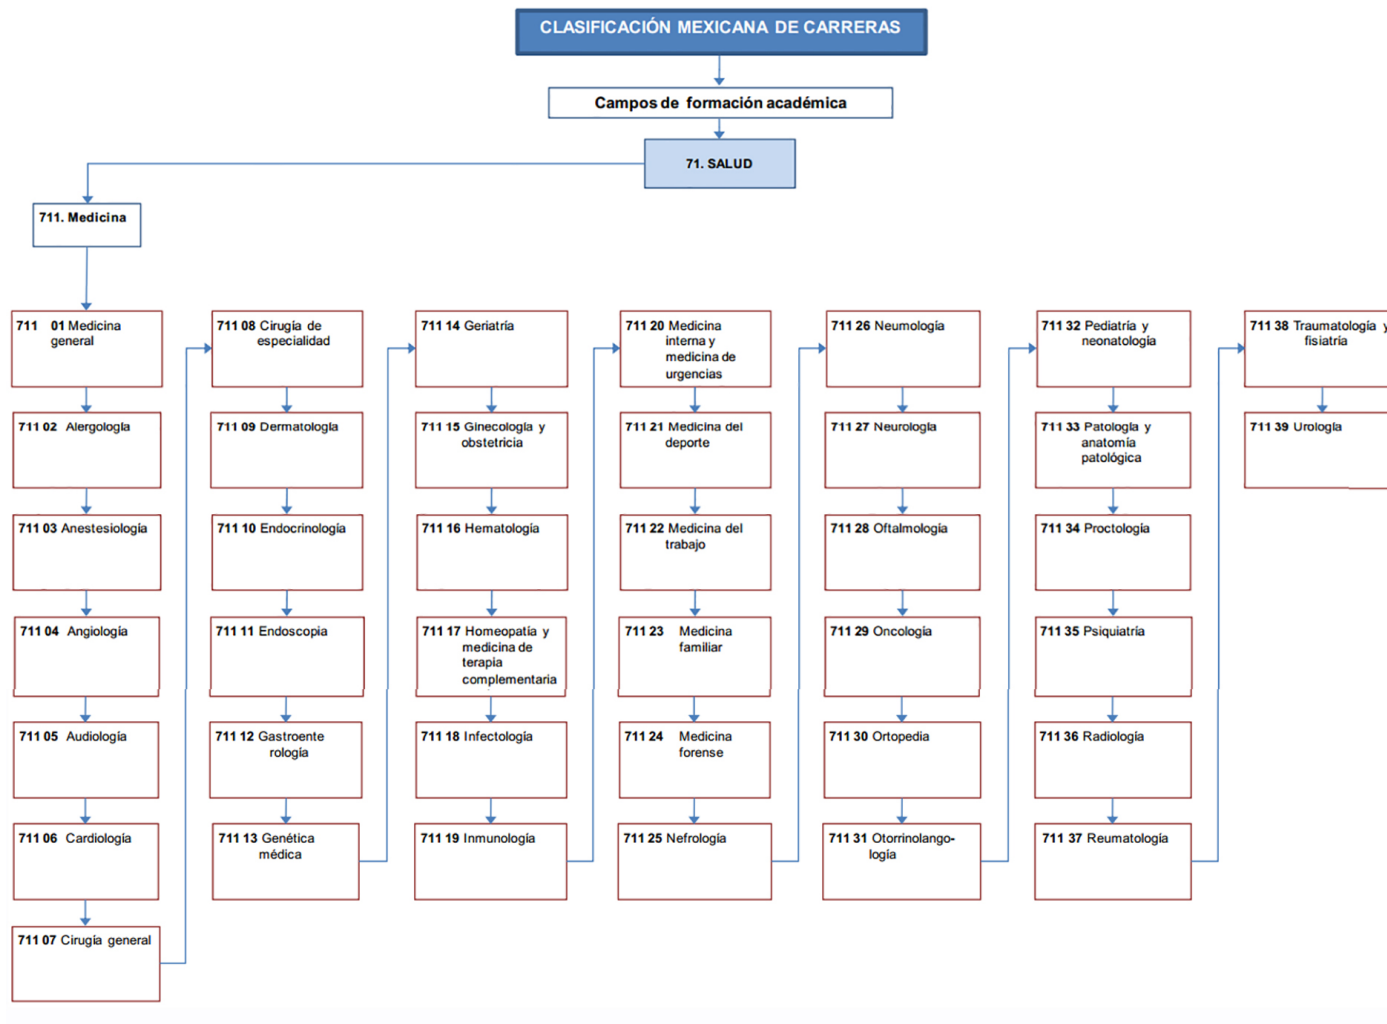 CLASIFICACIÓN MEXICANA DE CARRERAS
Campos de formación académica
71. SALUD
711. Medicina
711 01 Medicina
general
711 02 Alergología
711 03 Anestesiología
711 04 Angiología
711 05 Audiología
711 06 Cardiología
711 07 Cirugía general
711 08 Cirugía de
especialidad
711 09 Dermatología
711 10 Endocrinología
711 11 Endoscopia
711 12 Gastroente
rología
711 13 Genética
médica
711 14 Geriatría
711 15 Ginecología y
obstetricia
711 16 Hematología
711 17 Homeopatía y
medicina de
terapia
complementaria
711 18 Infectología
711 19 Inmunología
711 20 Medicina
interna y
medicina de
urgencias
711 21 Medicina del
deporte
711 22 Medicina del
trabajo
711 23 Medicina
familiar
711 24 Medicina
forense
711 25 Nefrología
711 26 Neumología
711 27 Neurología
711 28 Oftalmología
711 29 Oncología
711 30 Ortopedia
711 31 Otorrinolango-
logía
711 32 Pediatría y
neonatología
711 33 Patología y
anatomía
patológica
711 34 Proctología
711 35 Psiquiatría
711 36 Radiología
711 37 Reumatología
711 38 Traumatología y
fisiatría
711 39 Urología